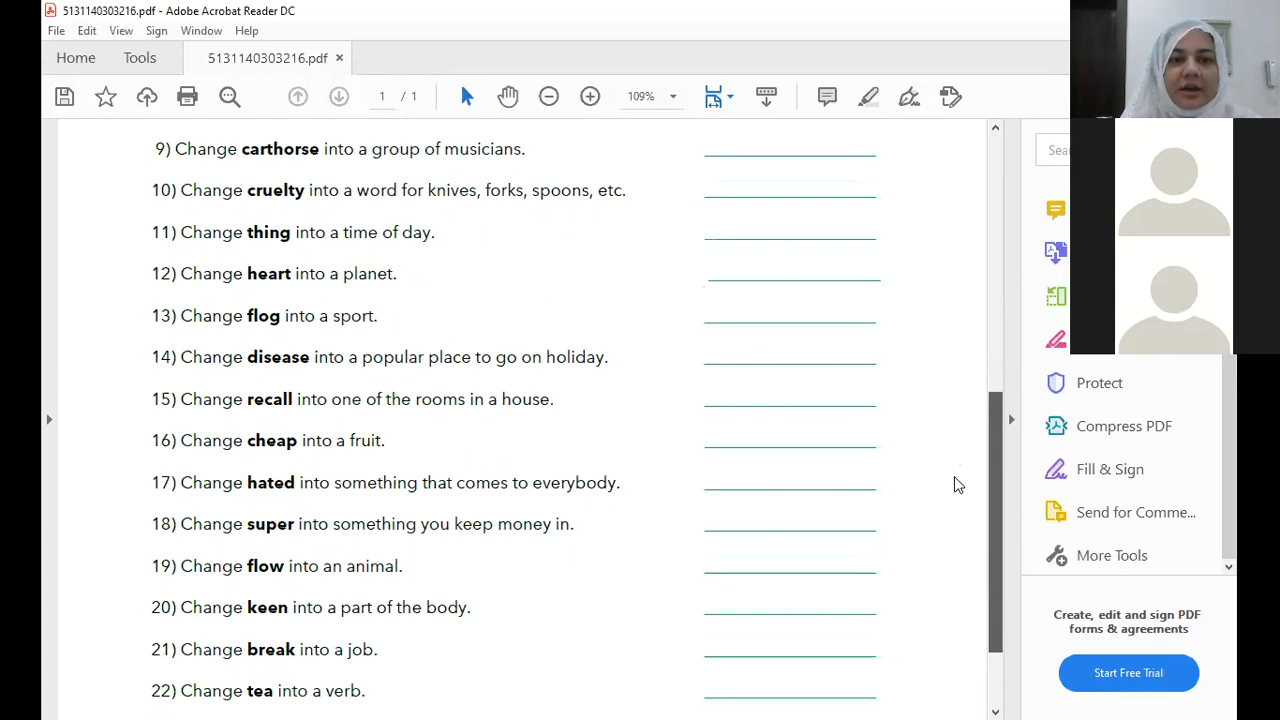 5131140303216.pdf - Adobe Acrobat Reader DC
File Edit View Sign Window Help
Home Tools 5131140303216.pdf ×
1 / 1 109%
9) Change carthorse into a group of musicians.
10) Change cruelty into a word for knives, forks, spoons, etc.
11) Change thing into a time of day.
12) Change heart into a planet.
13) Change flog into a sport.
14) Change disease into a popular place to go on holiday.
15) Change recall into one of the rooms in a house.
16) Change cheap into a fruit.
17) Change hated into something that comes to everybody.
18) Change super into something you keep money in.
19) Change flow into an animal.
20) Change keen into a part of the body.
21) Change break into a job.
22) Change tea into a verb.
Sea
Protect
Compress PDF
Fill & Sign
Send for Comme...
More Tools
Create, edit and sign PDF
forms & agreements
Start Free Trial